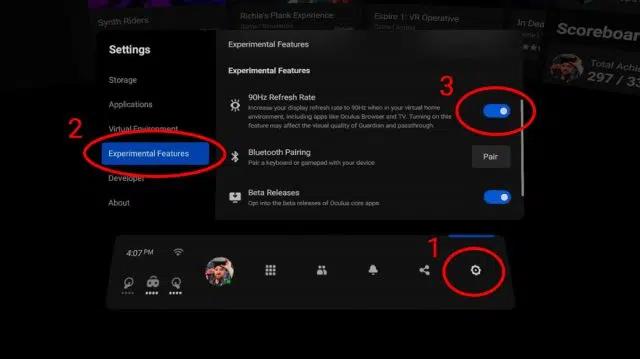 Synth Riders
Richie's Plank Experience
Espire 1: VR Operative
In Dea
Scoreboar
Total Achie
297 / 33
Settings
Storage
Applications
Virtual Environment
Experimental Features
Developer
About
Experimental Features
Experimental Features
90Hz Refresh Rate
Increase your display refresh rate to 90Hz when in your virtual home
environment, including apps like Oculus Browser and TV. Turning on this
feature may affect the visual quality of Guardian and passthrough.
Bluetooth Pairing
Pair a keyboard or gamepad with your device
Pair
Beta Releases
Opt into the beta releases of Oculus core apps
3
2
1
4:07 PM